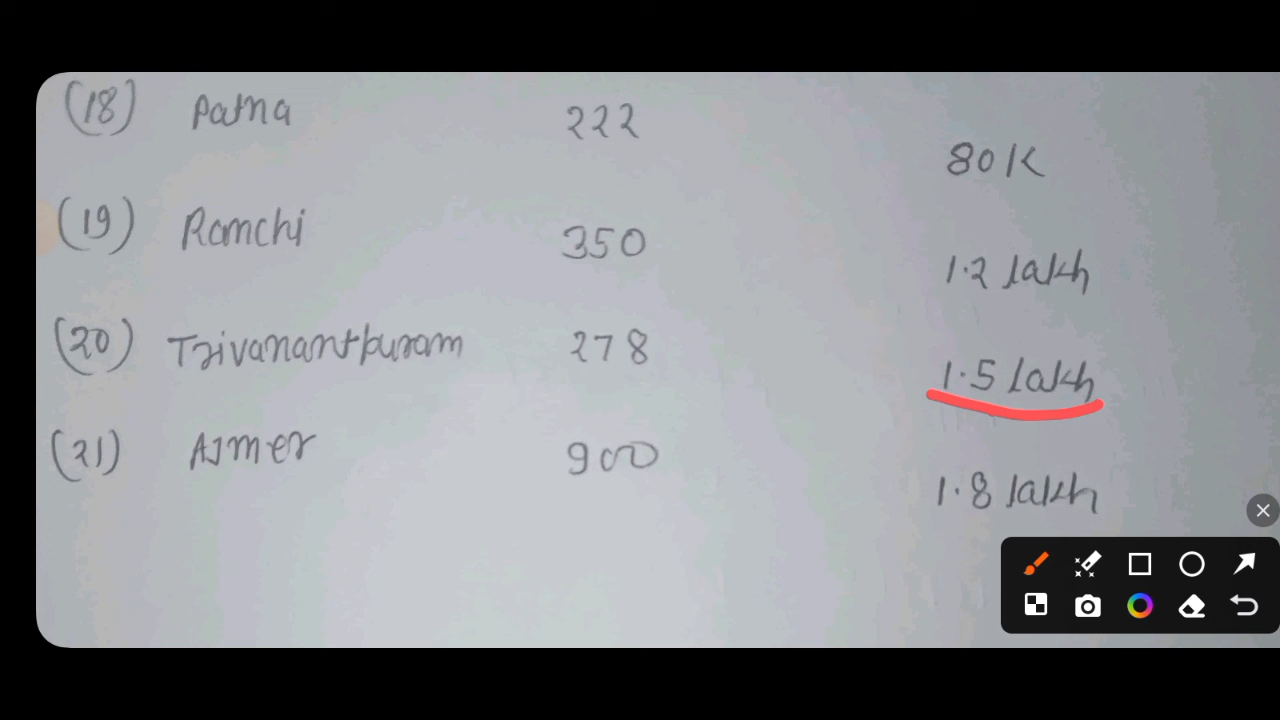 (18) Patna 222 80K
(19) Ramchi 350 1.2 lakh
(20) Trivanantpuram 278 1.5 lakh
(21) AJmer 900 1.8 lakh